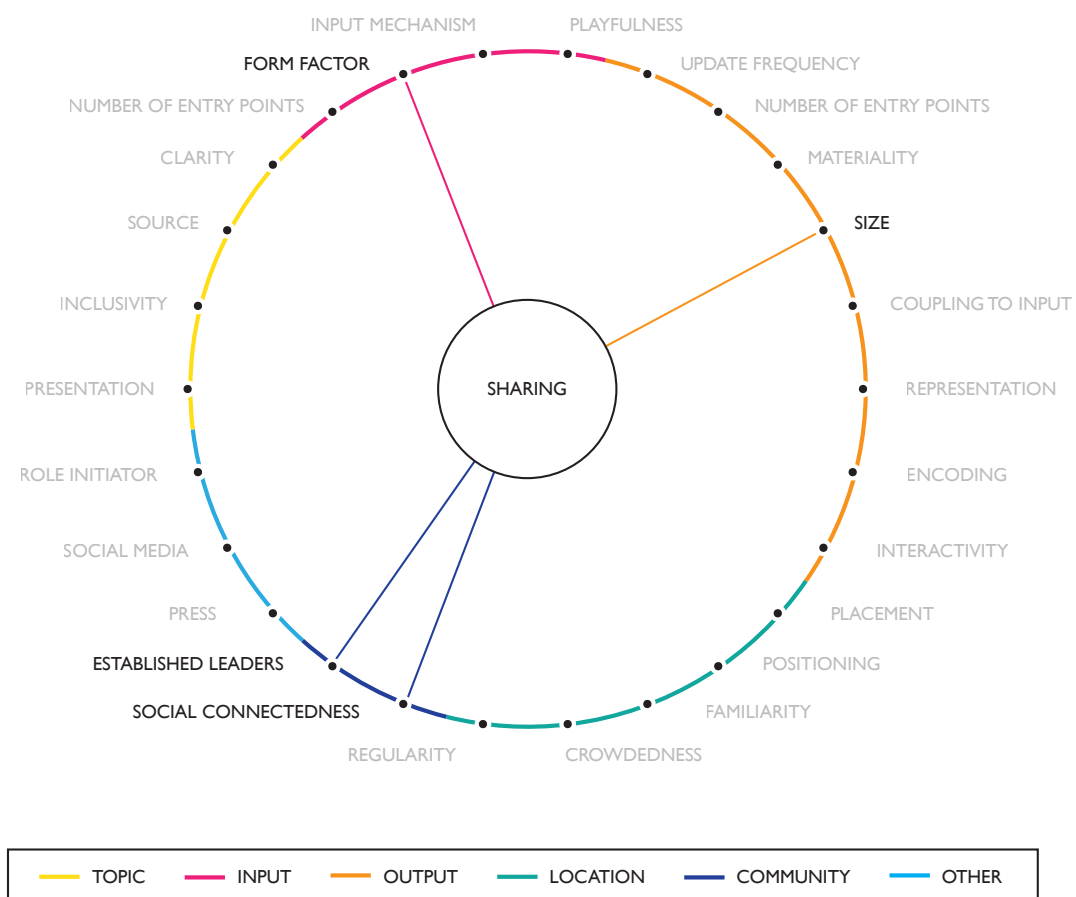 INPUT MECHANISM
PLAYFULNESS
FORM FACTOR
UPDATE FREQUENCY
NUMBER OF ENTRY POINTS
NUMBER OF ENTRY POINTS
CLARITY
MATERIALITY
SOURCE
SIZE
INCLUSIVITY
COUPLING TO INPUT
PRESENTATION
SHARING
REPRESENTATION
ROLE INITIATOR
ENCODING
SOCIAL MEDIA
INTERACTIVITY
PRESS
PLACEMENT
ESTABLISHED LEADERS
POSITIONING
SOCIAL CONNECTEDNESS
FAMILIARITY
REGULARITY
CROWDEDNESS
TOPIC
INPUT
OUTPUT
LOCATION
COMMUNITY
OTHER